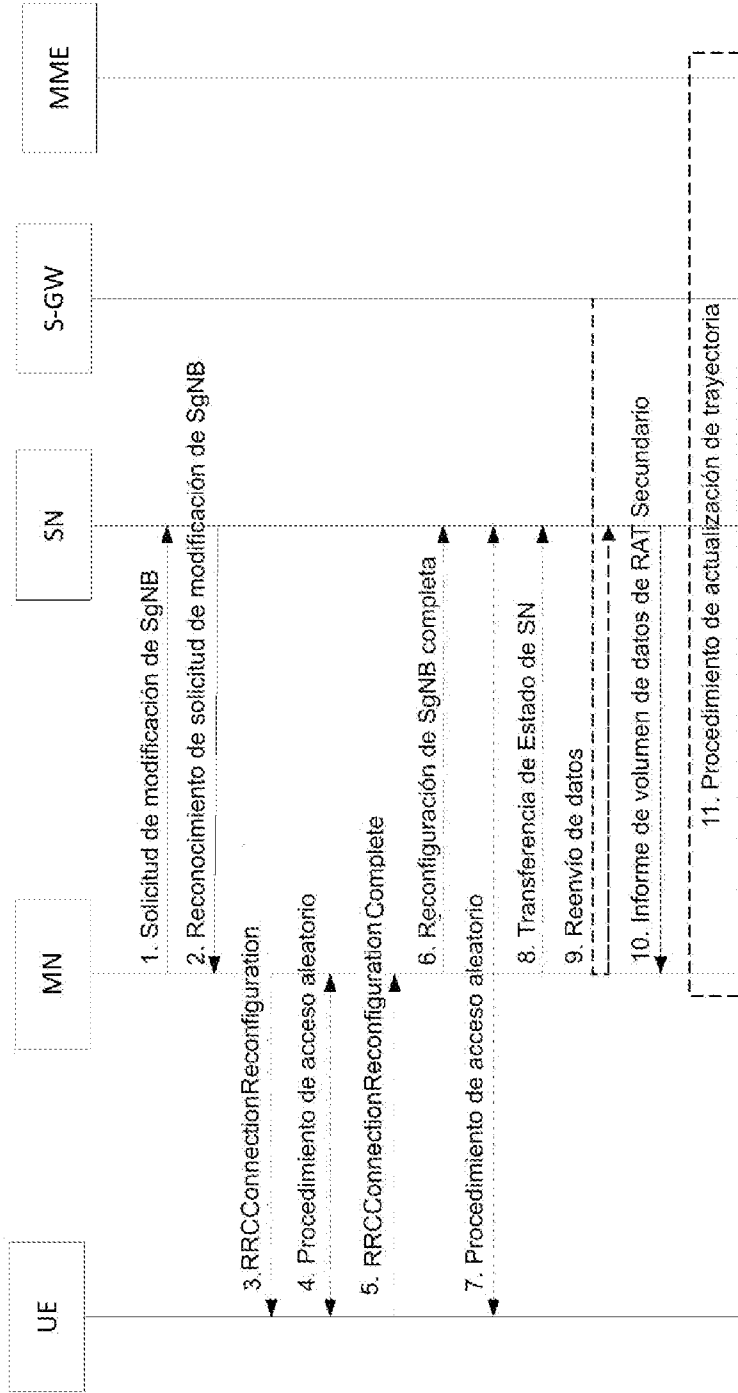 UE
MN
SN
S-GW
MME
1. Solicitud de modificación de SgNB
2. Reconocimiento de solicitud de modificación de SgNB
3.RRCConnectionReconfiguration
4. Procedimiento de acceso aleatorio
5. RRCConnectionReconfiguration Complete
6. Reconfiguración de SgNB completa
7. Procedimiento de acceso aleatorio
8. Transferencia de Estado de SN
9. Reenvío de datos
10. Informe de volumen de datos de RAT Secundario
11. Procedimiento de actualización de trayectoria